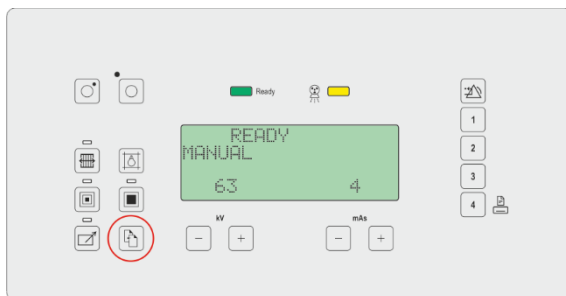 Ready
READY
MANUAL
63 4
kV mAs
- + - +
1
2
3
4